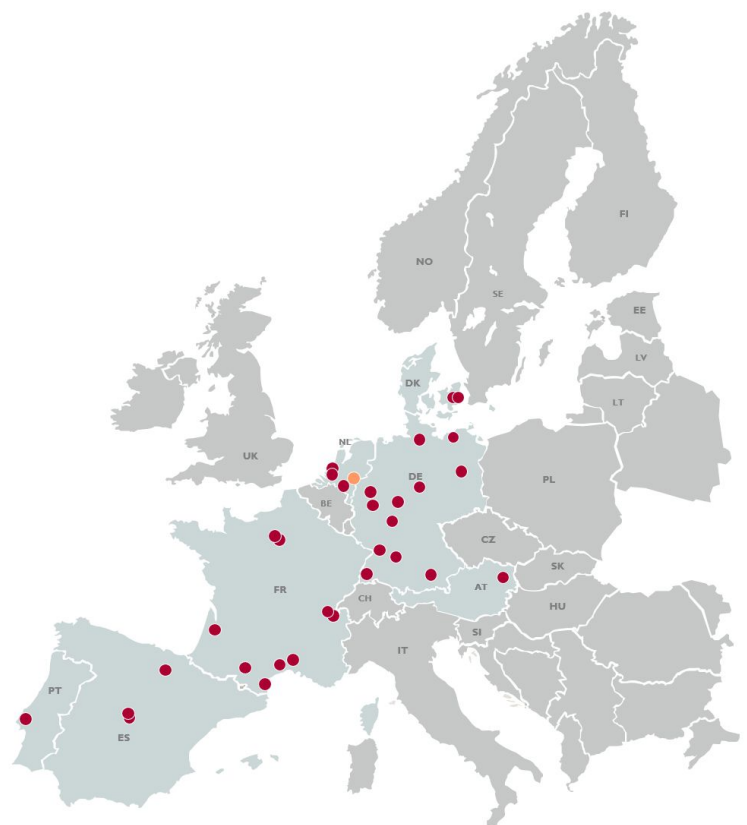 FI
NO
SE
EE
LV
DK
LT
NL
UK
DE
PL
BE
CZ
SK
FR
AT
CH
HU
SI
IT
PT
ES